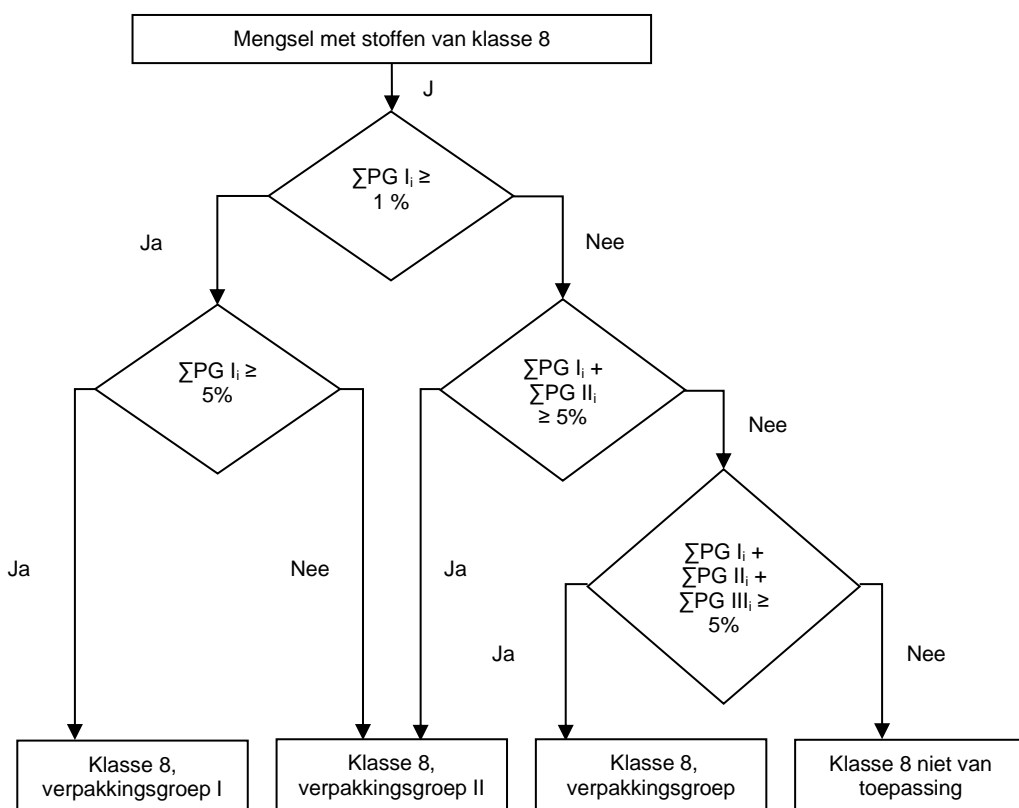 Mengsel met stoffen van klasse 8
J
∑PG Iᵢ ≥
1 %
Ja
Nee
∑PG Iᵢ ≥
5%
∑PG Iᵢ +
∑PG IIᵢ
≥ 5%
Nee
Ja
Nee
Ja
∑PG Iᵢ +
∑PG IIᵢ +
∑PG IIIᵢ ≥
5%
Ja
Nee
Klasse 8,
verpakkingsgroep I
Klasse 8,
verpakkingsgroep II
Klasse 8,
verpakkingsgroep
Klasse 8 niet van
toepassing